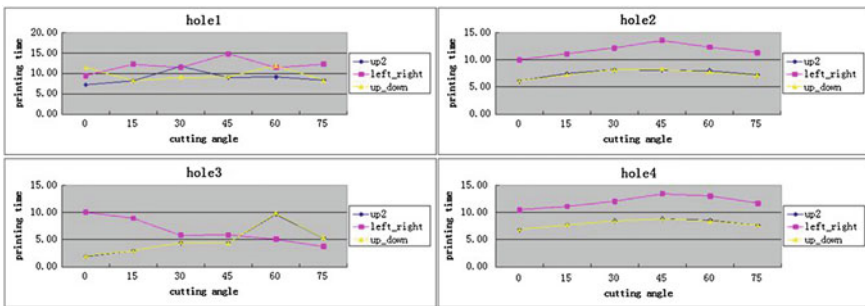 hole1
printing time
20.00
15.00
10.00
5.00
0.00
0 15 30 45 60 75
cutting angle
up2
left_right
up_down
hole2
printing time
15.00
10.00
5.00
0.00
0 15 30 45 60 75
cutting angle
up2
left_right
up_down
hole3
printing time
15.00
10.00
5.00
0.00
0 15 30 45 60 75
cutting angle
up2
left_right
up_down
hole4
printing time
15.00
10.00
5.00
0.00
0 15 30 45 60 75
cutting angle
up2
left_right
up_down